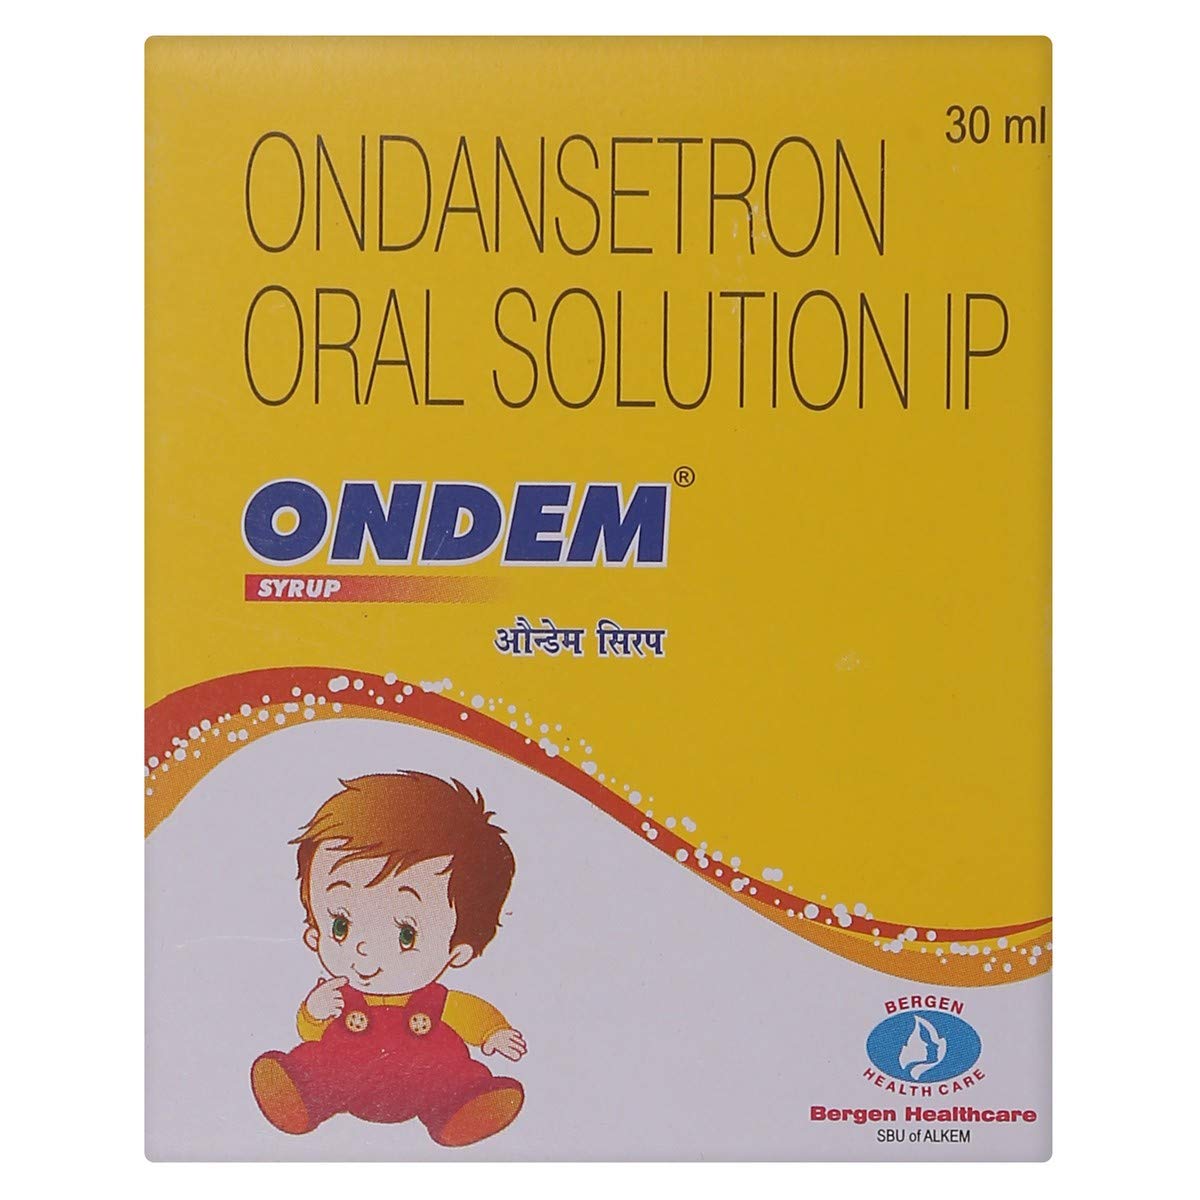 30 ml
ONDANSETRON
ORAL SOLUTION IP
ONDEM®
SYRUP
औन्डेम सिरप
BERGEN
HEALTH CARE
Bergen Healthcare
SBU of ALKEM